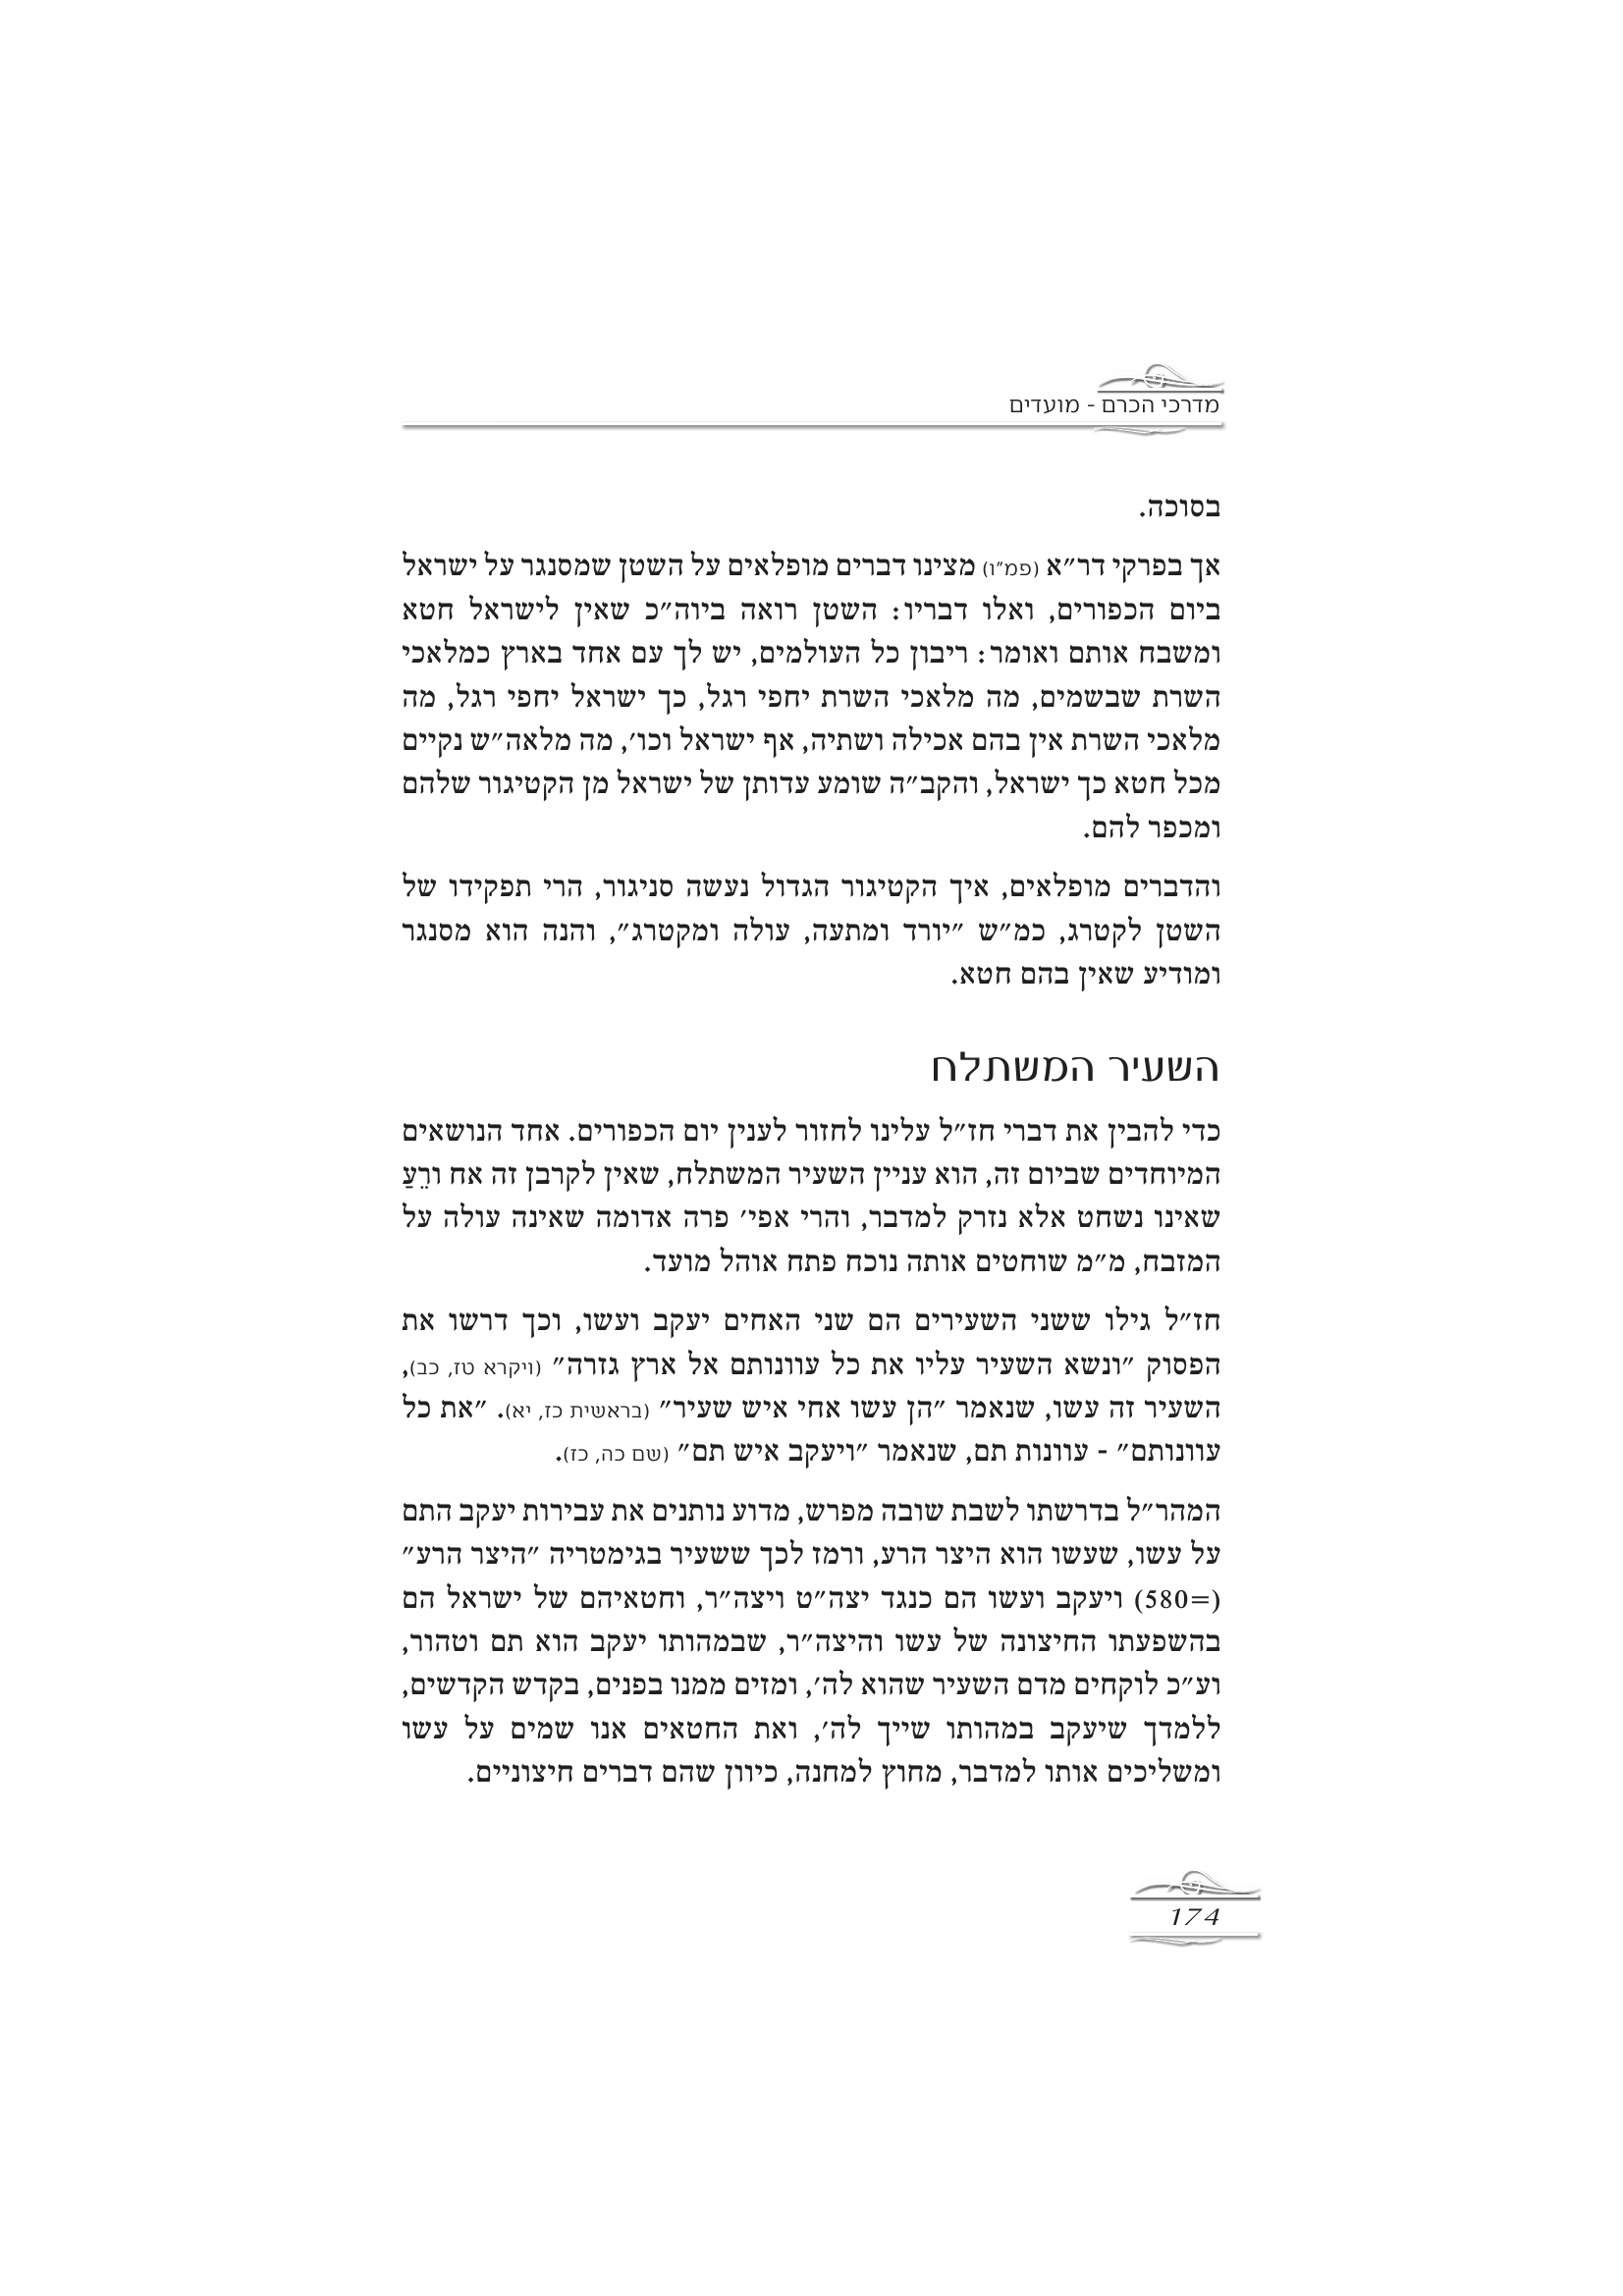 מדרכי הכרם - מועדים
בסוכה.
אך בפרקי דר״א (פמ״ו) מצינו דברים מופלאים על השטן שמסנגר על ישראל
ביום הכפורים, ואלו דבריו: השטן רואה ביוה״כ שאין לישראל חטא
ומשבח אותם ואומר: ריבון כל העולמים, יש לך עם אחד בארץ כמלאכי
השרת שבשמים, מה מלאכי השרת יחפי רגל, כך ישראל יחפי רגל, מה
מלאכי השרת אין בהם אכילה ושתיה, אף ישראל וכו׳, מה מלאה״ש נקיים
מכל חטא כך ישראל, והקב״ה שומע עדותן של ישראל מן הקטיגור שלהם
ומכפר להם.
והדברים מופלאים, איך הקטיגור הגדול נעשה סניגור, הרי תפקידו של
השטן לקטרג, כמ״ש ״יורד ומתעה, עולה ומקטרג״, והנה הוא מסנגר
ומודיע שאין בהם חטא.
השעיר המשתלח
כדי להבין את דברי חז״ל עלינו לחזור לענין יום הכפורים. אחד הנושאים
המיוחדים שביום זה, הוא עניין השעיר המשתלח, שאין לקרבן זה אח ורֵעַ
שאינו נשחט אלא נזרק למדבר, והרי אפי׳ פרה אדומה שאינה עולה על
המזבח, מ״מ שוחטים אותה נוכח פתח אוהל מועד.
חז״ל גילו ששני השעירים הם שני האחים יעקב ועשו, וכך דרשו את
הפסוק ״ונשא השעיר עליו את כל עוונותם אל ארץ גזרה״ (ויקרא טז, כב),
השעיר זה עשו, שנאמר ״הן עשו אחי איש שעיר״ (בראשית כז, יא). ״את כל
עוונותם״ - עוונות תם, שנאמר ״ויעקב איש תם״ (שם כה, כז).
המהר״ל בדרשתו לשבת שובה מפרש, מדוע נותנים את עבירות יעקב התם
על עשו, שעשו הוא היצר הרע, ורמז לכך ששעיר בגימטריה ״היצר הרע״
(=580) ויעקב ועשו הם כנגד יצה״ט ויצה״ר, וחטאיהם של ישראל הם
בהשפעתו החיצונה של עשו והיצה״ר, שבמהותו יעקב הוא תם וטהור,
וע״כ לוקחים מדם השעיר שהוא לה׳, ומזים ממנו בפנים, בקדש הקדשים,
ללמדך שיעקב במהותו שייך לה׳, ואת החטאים אנו שמים על עשו
ומשליכים אותו למדבר, מחוץ למחנה, כיוון שהם דברים חיצוניים.
174